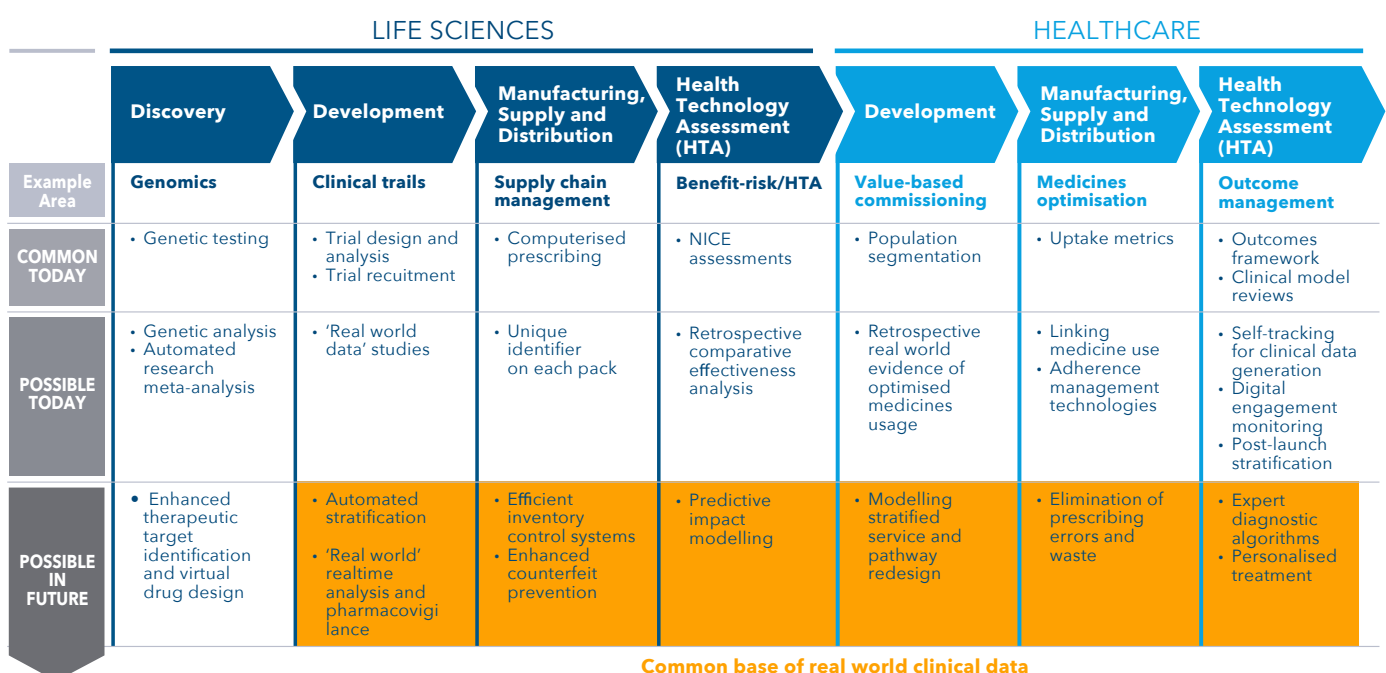 LIFE SCIENCES
HEALTHCARE
Discovery
Development
Manufacturing,
Supply and
Distribution
Health
Technology
Assessment
(HTA)
Development
Manufacturing,
Supply and
Distribution
Health
Technology
Assessment
(HTA)
Example
Area
Genomics
Clinical trails
Supply chain
management
Benefit-risk/HTA
Value-based
commissioning
Medicines
optimisation
Outcome
management
COMMON
TODAY
• Genetic testing
• Trial design and
analysis
• Trial recuitment
• Computerised
prescribing
• NICE
assessments
• Population
segmentation
• Uptake metrics
• Outcomes
framework
• Clinical model
reviews
POSSIBLE
TODAY
• Genetic analysis
• Automated
research
meta-analysis
• ‘Real world
data’ studies
• Unique
identifier
on each pack
• Retrospective
comparative
effectiveness
analysis
• Retrospective
real world
evidence of
optimised
medicines
usage
• Linking
medicine use
• Adherence
management
technologies
• Self-tracking
for clinical data
generation
• Digital
engagement
monitoring
• Post-launch
stratification
POSSIBLE
IN
FUTURE
• Enhanced
therapeutic
target
identification
and virtual
drug design
• Automated
stratification
• ‘Real world’
realtime
analysis and
pharmacovigi
lance
• Efficient
inventory
control systems
• Enhanced
counterfeit
prevention
• Predictive
impact
modelling
• Modelling
stratified
service and
pathway
redesign
• Elimination of
prescribing
errors and
waste
• Expert
diagnostic
algorithms
• Personalised
treatment
Common base of real world clinical data